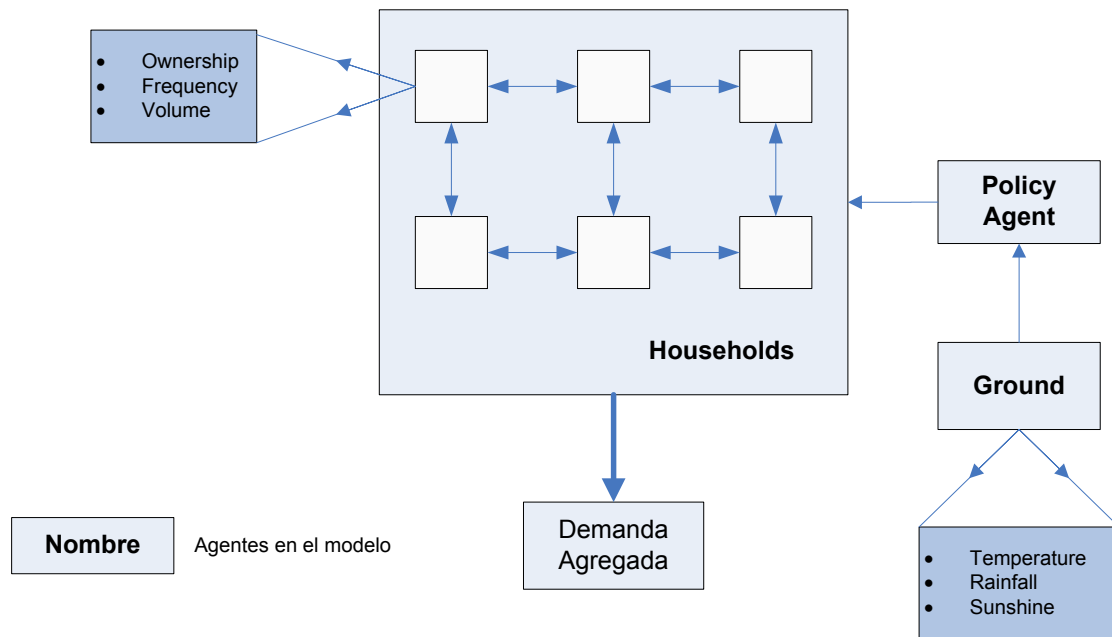 • Ownership
• Frequency
• Volume
Households
Policy
Agent
Ground
• Temperature
• Rainfall
• Sunshine
Demanda
Agregada
Nombre
Agentes en el modelo